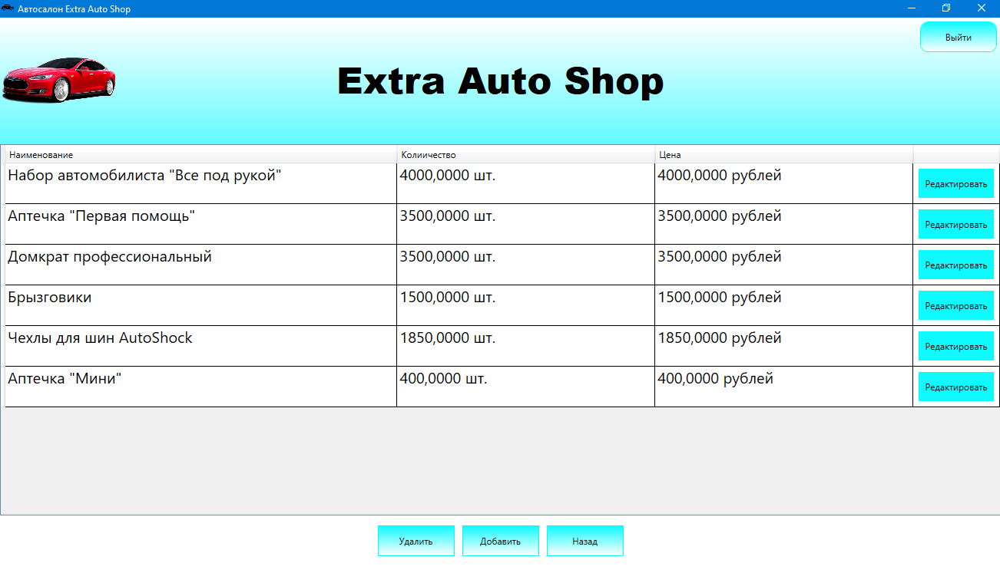 Автосалон Extra Auto Shop
Выйти
Extra Auto Shop
Наименование Колиичество Цена
Набор автомобилиста "Все под рукой" 4000,0000 шт. 4000,0000 рублей Редактировать
Аптечка "Первая помощь" 3500,0000 шт. 3500,0000 рублей Редактировать
Домкрат профессиональный 3500,0000 шт. 3500,0000 рублей Редактировать
Брызговики 1500,0000 шт. 1500,0000 рублей Редактировать
Чехлы для шин AutoShock 1850,0000 шт. 1850,0000 рублей Редактировать
Аптечка "Мини" 400,0000 шт. 400,0000 рублей Редактировать
Удалить Добавить Назад